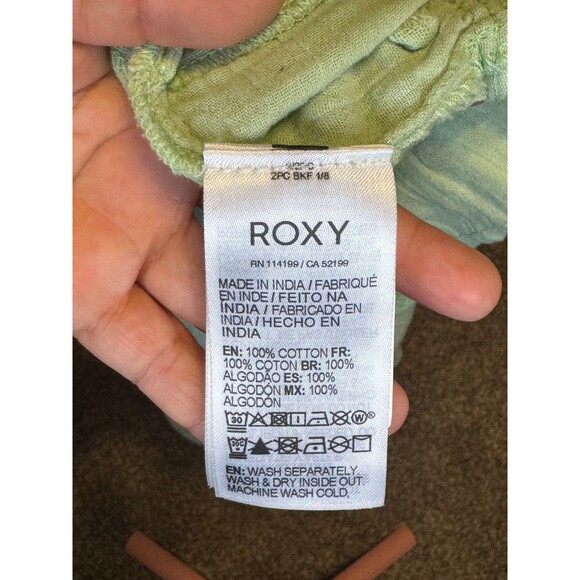 2PC BKF 1/8
ROXY
RN 114199 / CA 52199
MADE IN INDIA / FABRIQUÉ
EN INDE / FEITO NA
INDIA / FABRICADO EN
INDIA / HECHO EN
INDIA
EN: 100% COTTON FR:
100% COTON BR: 100%
ALGODÃO ES: 100%
ALGODÓN MX: 100%
ALGODÓN
30 W
30C
EN: WASH SEPARATELY.
WASH & DRY INSIDE OUT.
MACHINE WASH COLD,